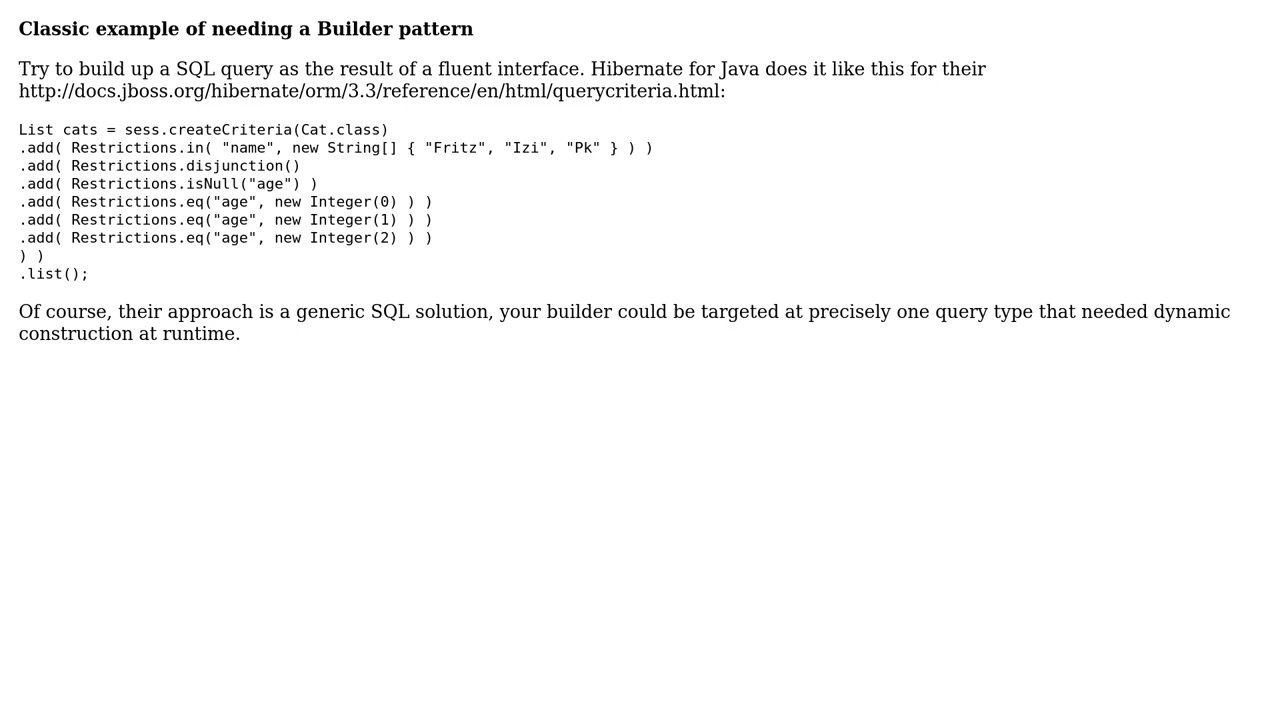 Classic example of needing a Builder pattern
Try to build up a SQL query as the result of a fluent interface. Hibernate for Java does it like this for their
http://docs.jboss.org/hibernate/orm/3.3/reference/en/html/querycriteria.html:
List cats = sess.createCriteria(Cat.class)
.add( Restrictions.in( "name", new String[] { "Fritz", "Izi", "Pk" } ) )
.add( Restrictions.disjunction()
.add( Restrictions.isNull("age") )
.add( Restrictions.eq("age", new Integer(0) ) )
.add( Restrictions.eq("age", new Integer(1) ) )
.add( Restrictions.eq("age", new Integer(2) ) )
) )
.list();
Of course, their approach is a generic SQL solution, your builder could be targeted at precisely one query type that needed dynamic
construction at runtime.